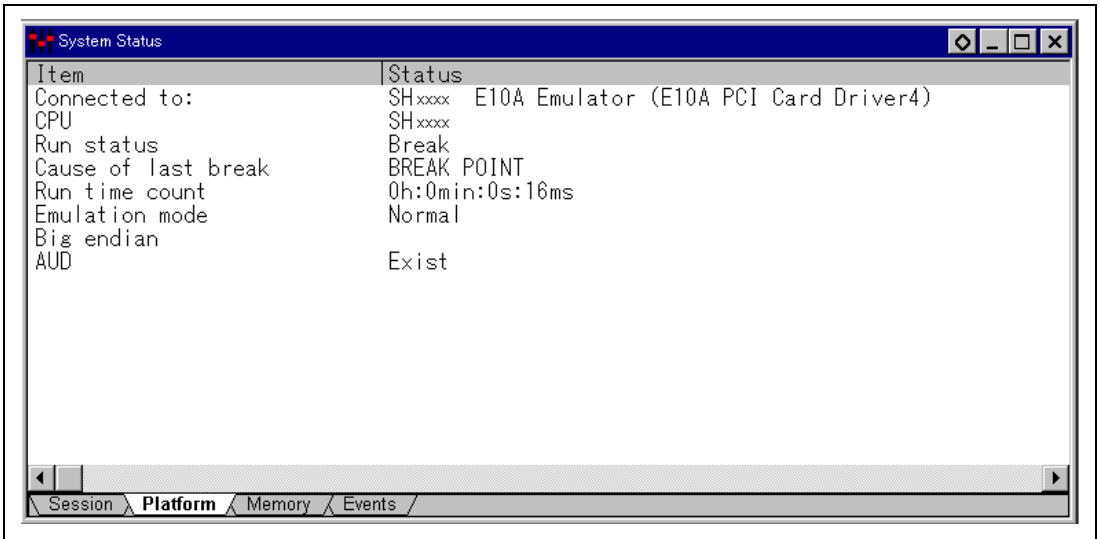 System Status
Item Status
Connected to: SHxxxx E10A Emulator (E10A PCI Card Driver4)
CPU SHxxxx
Run status Break
Cause of last break BREAK POINT
Run time count 0h:0min:0s:16ms
Emulation mode Normal
Big endian
AUD Exist
Session Platform Memory Events